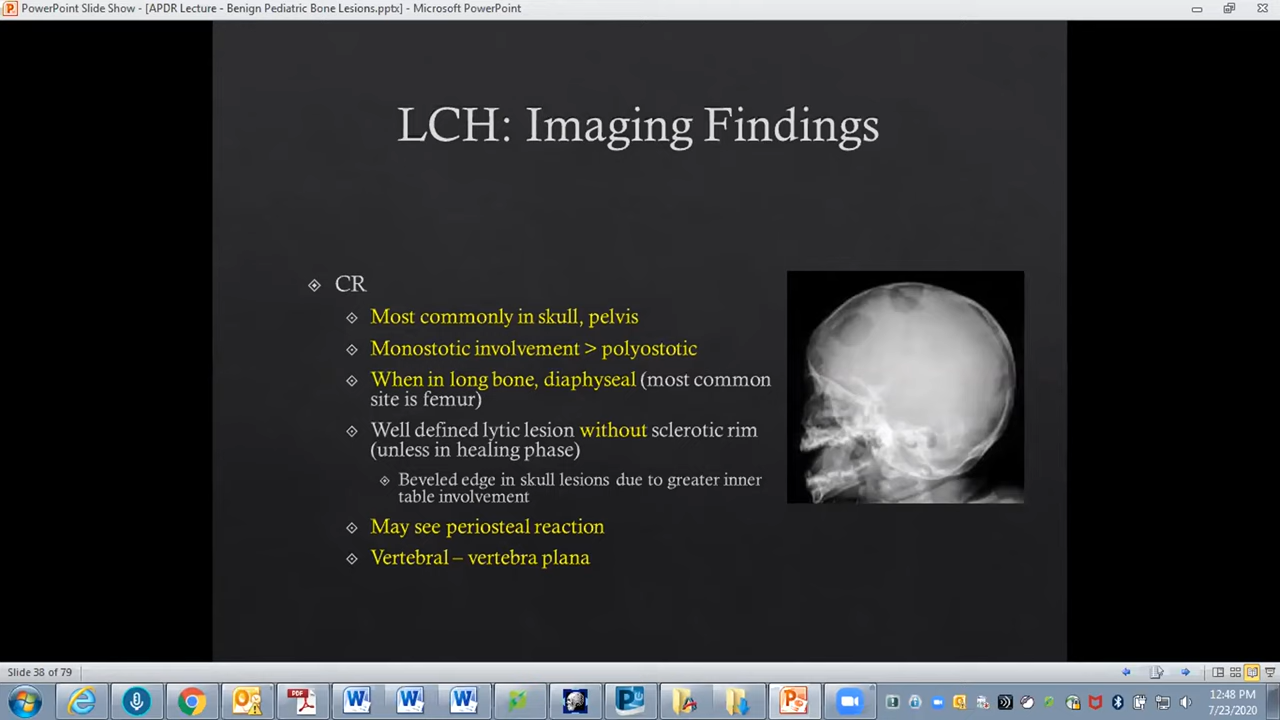 PowerPoint Slide Show - [APDR Lecture - Benign Pediatric Bone Lesions.pptx] - Microsoft PowerPoint
LCH: Imaging Findings
CR
Most commonly in skull, pelvis
Monostotic involvement > polyostotic
When in long bone, diaphyseal (most common
site is femur)
Well defined lytic lesion without sclerotic rim
(unless in healing phase)
Beveled edge in skull lesions due to greater inner
table involvement
May see periosteal reaction
Vertebral – vertebra plana
Slide 38 of 79
12:48 PM
7/23/2020